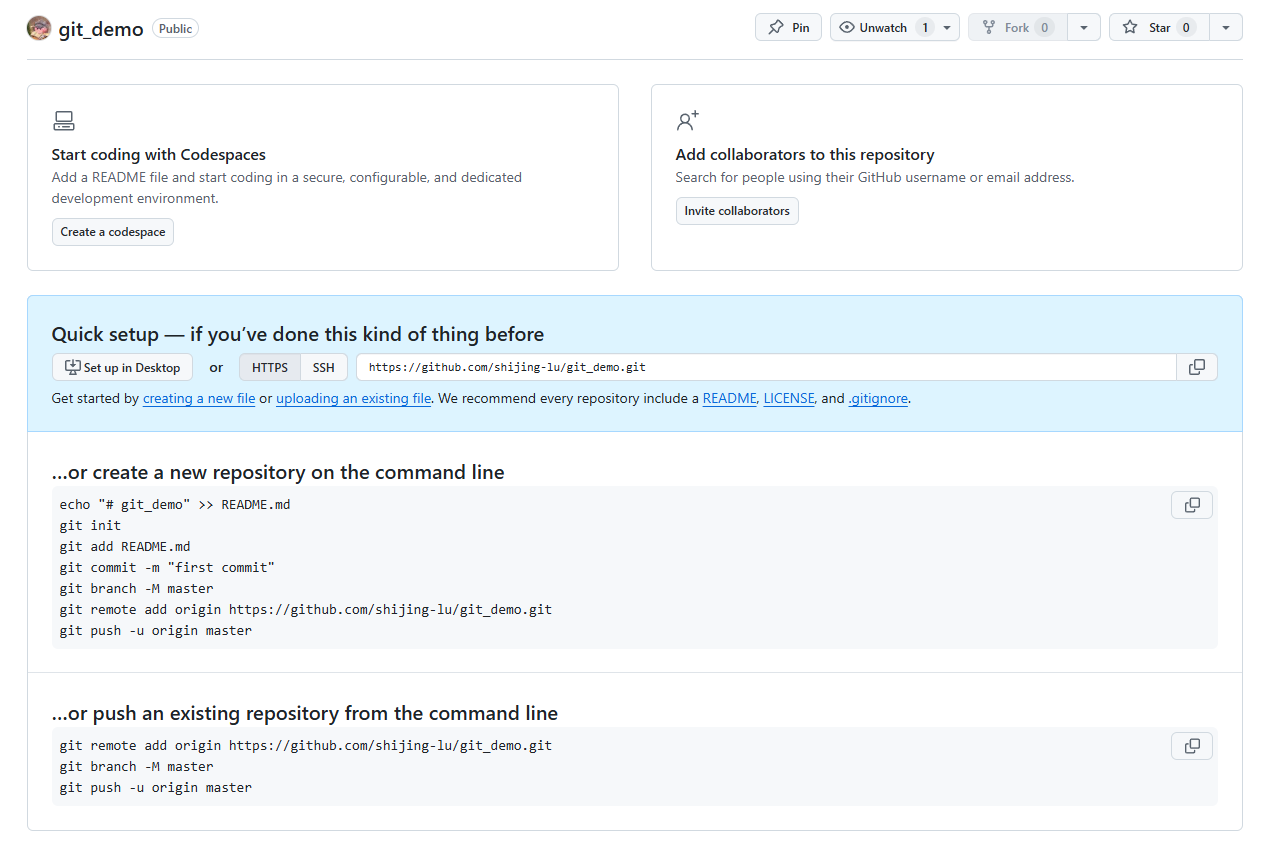 git_demo Public Pin Unwatch 1 Fork 0 Star 0
Start coding with Codespaces
Add a README file and start coding in a secure, configurable, and dedicated
development environment.
Create a codespace
Add collaborators to this repository
Search for people using their GitHub username or email address.
Invite collaborators
Quick setup — if you’ve done this kind of thing before
Set up in Desktop or HTTPS SSH https://github.com/shijing-lu/git_demo.git
Get started by creating a new file or uploading an existing file. We recommend every repository include a README, LICENSE, and .gitignore.
…or create a new repository on the command line
echo "# git_demo" >> README.md
git init
git add README.md
git commit -m "first commit"
git branch -M master
git remote add origin https://github.com/shijing-lu/git_demo.git
git push -u origin master
…or push an existing repository from the command line
git remote add origin https://github.com/shijing-lu/git_demo.git
git branch -M master
git push -u origin master